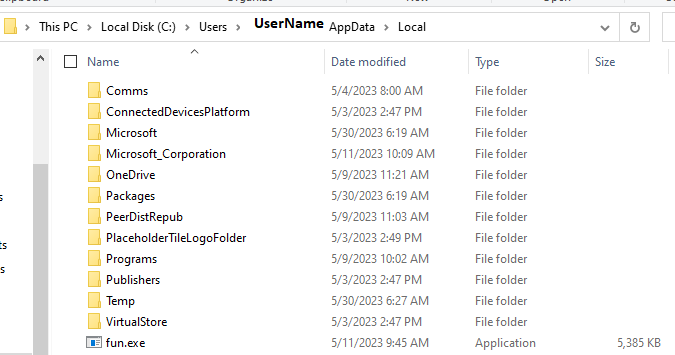 This PC > Local Disk (C:) > Users > UserName AppData > Local
Name Date modified Type Size
Comms 5/4/2023 8:00 AM File folder
ConnectedDevicesPlatform 5/3/2023 2:47 PM File folder
Microsoft 5/30/2023 6:19 AM File folder
Microsoft_Corporation 5/11/2023 10:09 AM File folder
OneDrive 5/9/2023 11:21 AM File folder
Packages 5/30/2023 6:19 AM File folder
PeerDistRepub 5/9/2023 11:03 AM File folder
PlaceholderTileLogoFolder 5/3/2023 2:49 PM File folder
Programs 5/9/2023 10:02 AM File folder
Publishers 5/3/2023 2:47 PM File folder
Temp 5/30/2023 6:27 AM File folder
VirtualStore 5/3/2023 2:47 PM File folder
fun.exe 5/11/2023 9:45 AM Application 5,385 KB